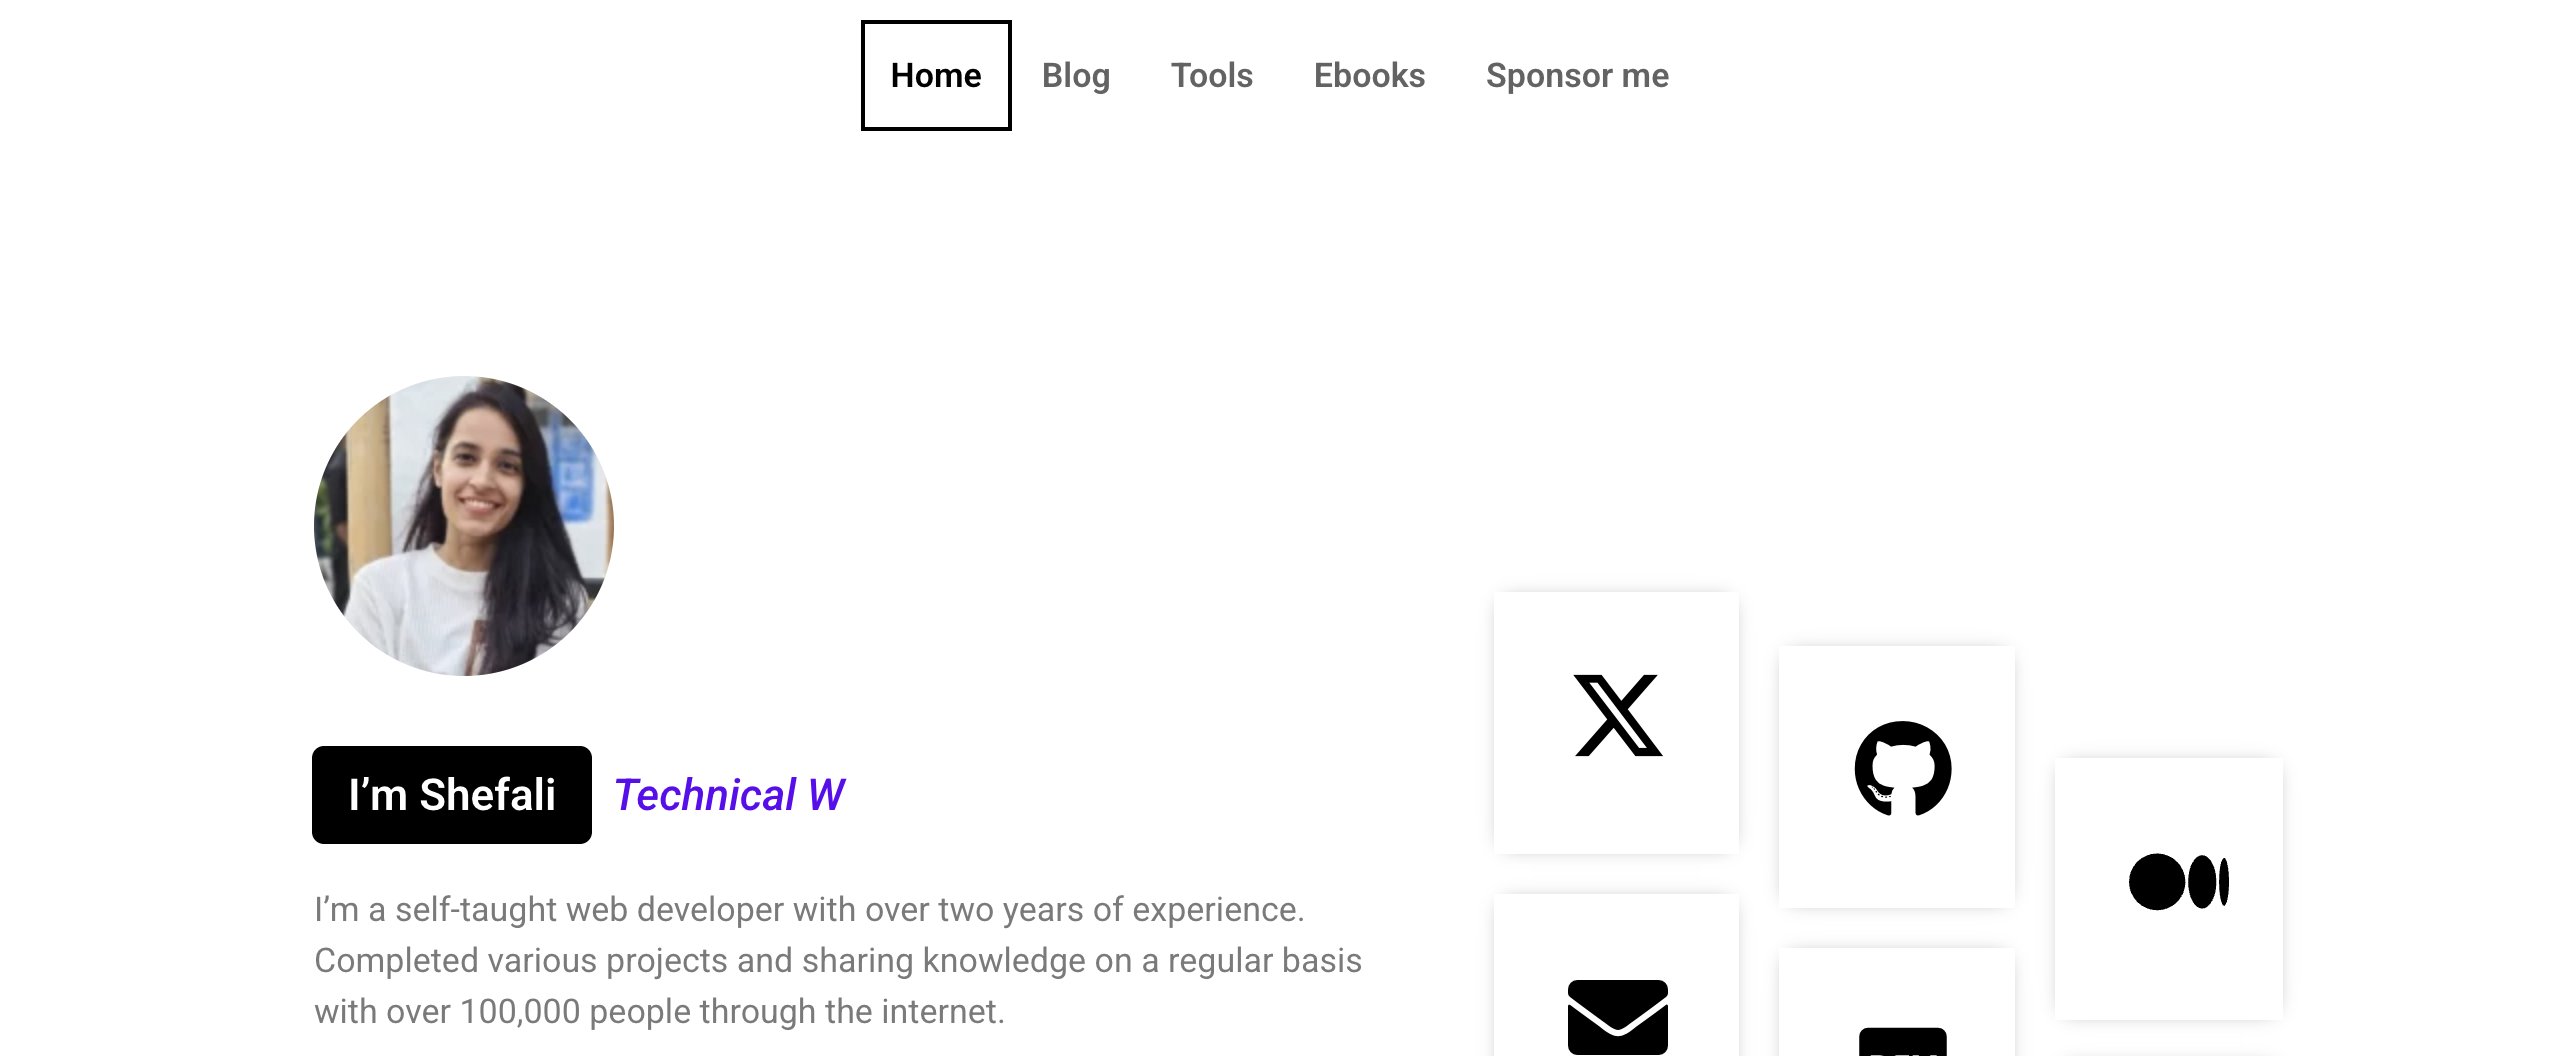 Home Blog Tools Ebooks Sponsor me
I’m Shefali Technical W
I’m a self-taught web developer with over two years of experience.
Completed various projects and sharing knowledge on a regular basis
with over 100,000 people through the internet.